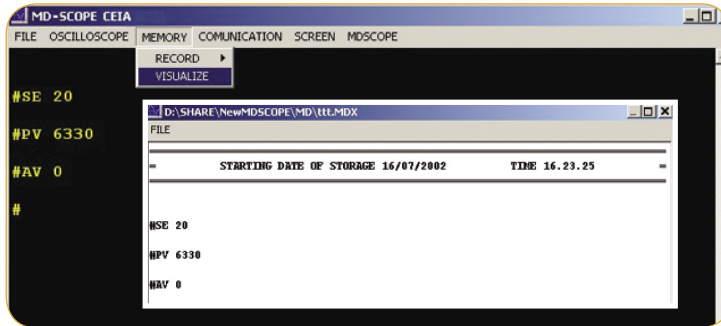 MD-SCOPE CEIA
FILE OSCILLOSCOPE MEMORY COMUNICATION SCREEN MDSCOPE
RECORD
VISUALIZE
#SE 20
#PV 6330
#AV 0
#
D:\SHARE\NewMDSCOPE\MD\ttt.MDX
FILE
= STARTING DATE OF STORAGE 16/07/2002 TIME 16.23.25 =
#SE 20
#PV 6330
#AV 0